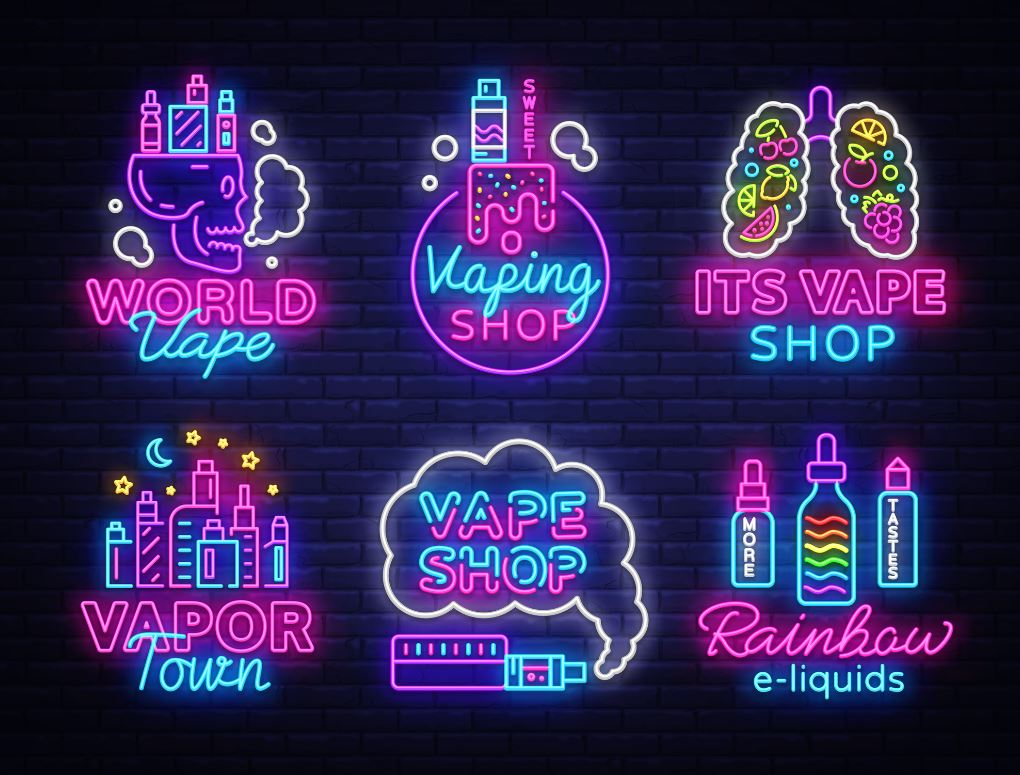 WORLD
Vape
SWEET
Vaping
SHOP
ITS VAPE
SHOP
VAPOR
Town
VAPE
SHOP
MORE
TASTES
Rainbow
e-liquids